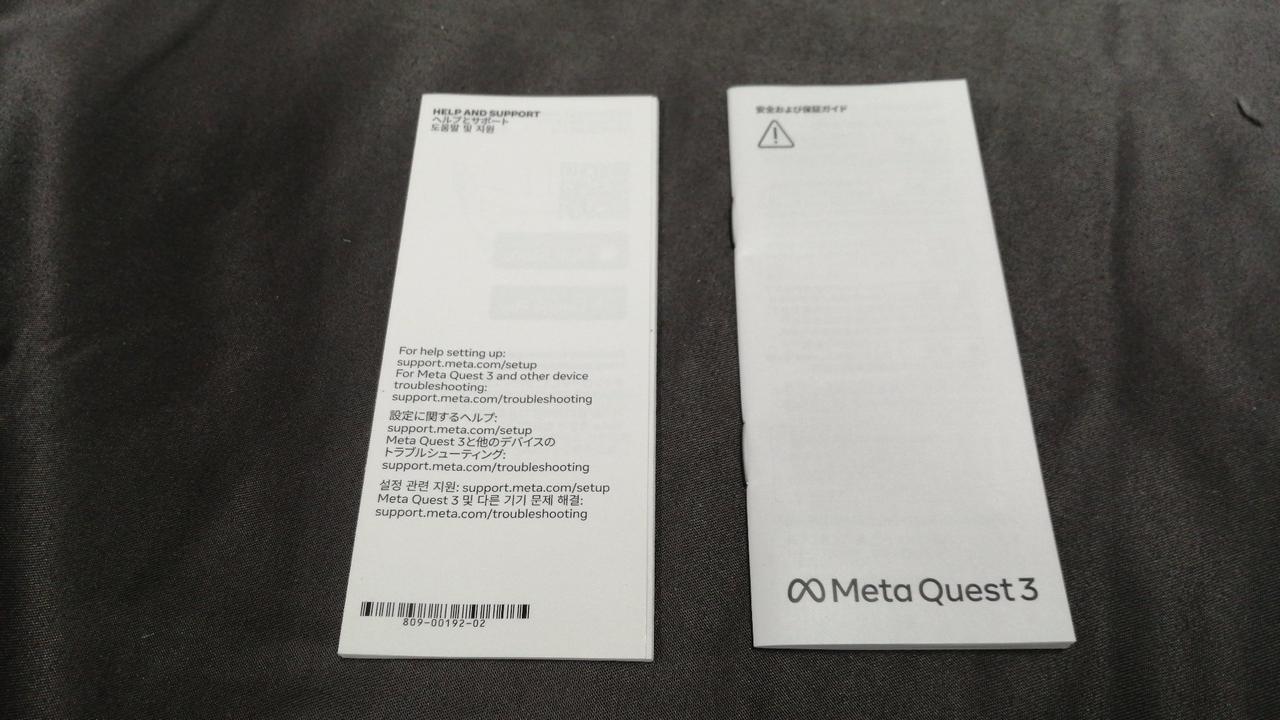 HELP AND SUPPORT
ヘルプとサポート
도움말 및 지원
For help setting up:
support.meta.com/setup
For Meta Quest 3 and other device
troubleshooting:
support.meta.com/troubleshooting
設定に関するヘルプ:
support.meta.com/setup
Meta Quest 3と他のデバイスの
トラブルシューティング:
support.meta.com/troubleshooting
설정 관련 지원: support.meta.com/setup
Meta Quest 3 및 다른 기기 문제 해결:
support.meta.com/troubleshooting
809-00192-02
安全および保証ガイド
Meta Quest 3